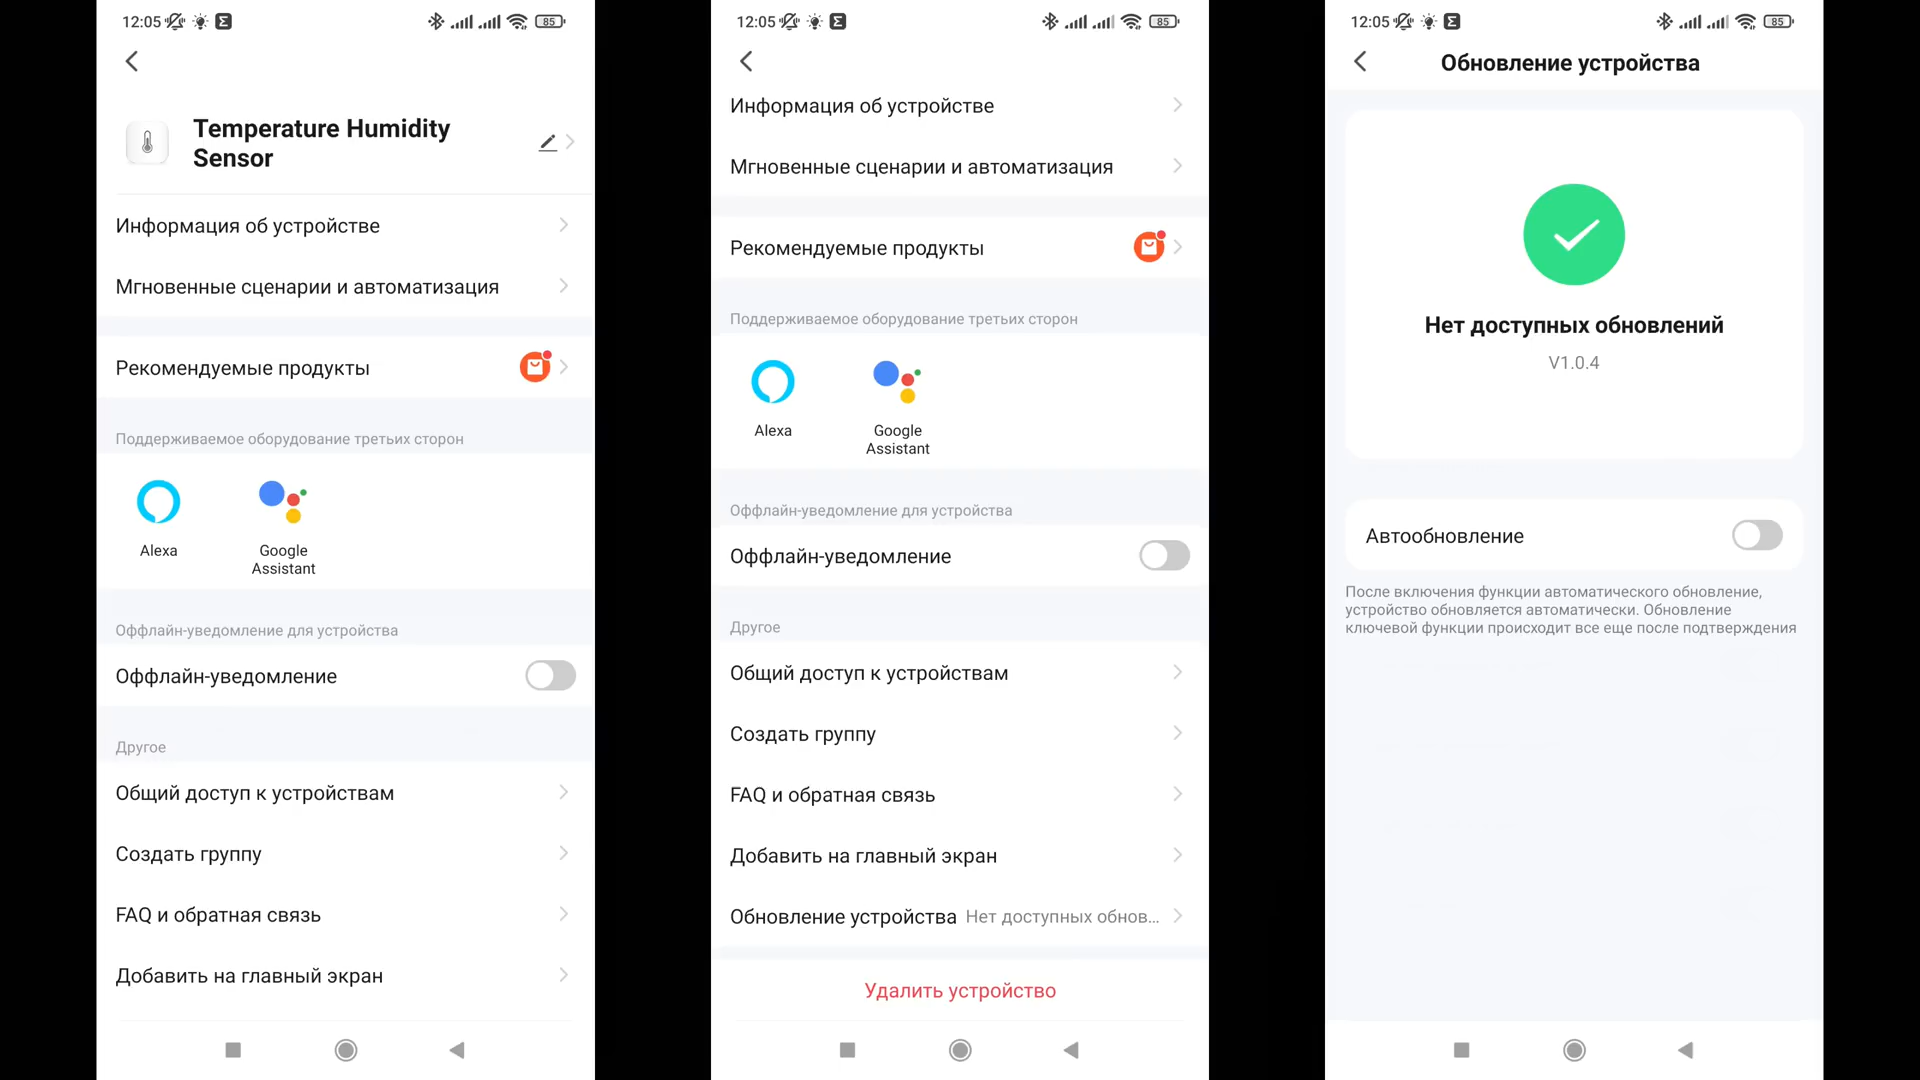 12:05
85
Temperature Humidity
Sensor
Информация об устройстве
Мгновенные сценарии и автоматизация
Рекомендуемые продукты
Поддерживаемое оборудование третьих сторон
Alexa
Google
Assistant
Оффлайн-уведомление для устройства
Оффлайн-уведомление
Другое
Общий доступ к устройствам
Создать группу
FAQ и обратная связь
Добавить на главный экран
12:05
85
Информация об устройстве
Мгновенные сценарии и автоматизация
Рекомендуемые продукты
Поддерживаемое оборудование третьих сторон
Alexa
Google
Assistant
Оффлайн-уведомление для устройства
Оффлайн-уведомление
Другое
Общий доступ к устройствам
Создать группу
FAQ и обратная связь
Добавить на главный экран
Обновление устройства Нет доступных обнов...
Удалить устройство
12:05
85
Обновление устройства
Нет доступных обновлений
V1.0.4
Автообновление
После включения функции автоматического обновление,
устройство обновляется автоматически. Обновление
ключевой функции происходит все еще после подтверждения